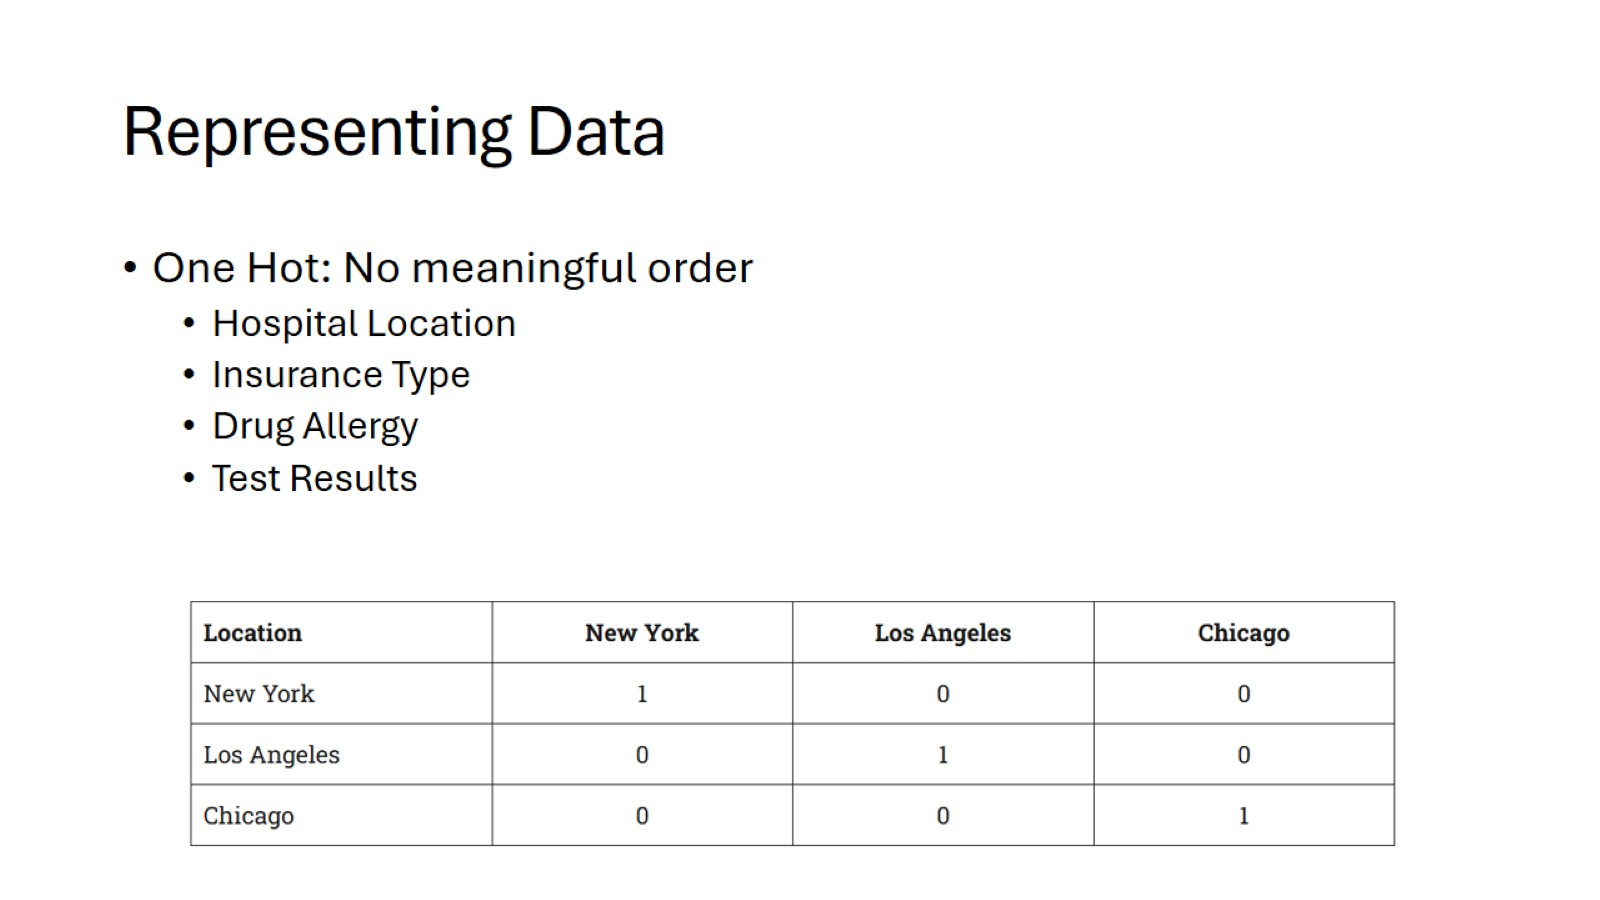 Representing Data
• One Hot: No meaningful order
• Hospital Location
• Insurance Type
• Drug Allergy
• Test Results
Location New York Los Angeles Chicago
New York 1 0 0
Los Angeles 0 1 0
Chicago 0 0 1